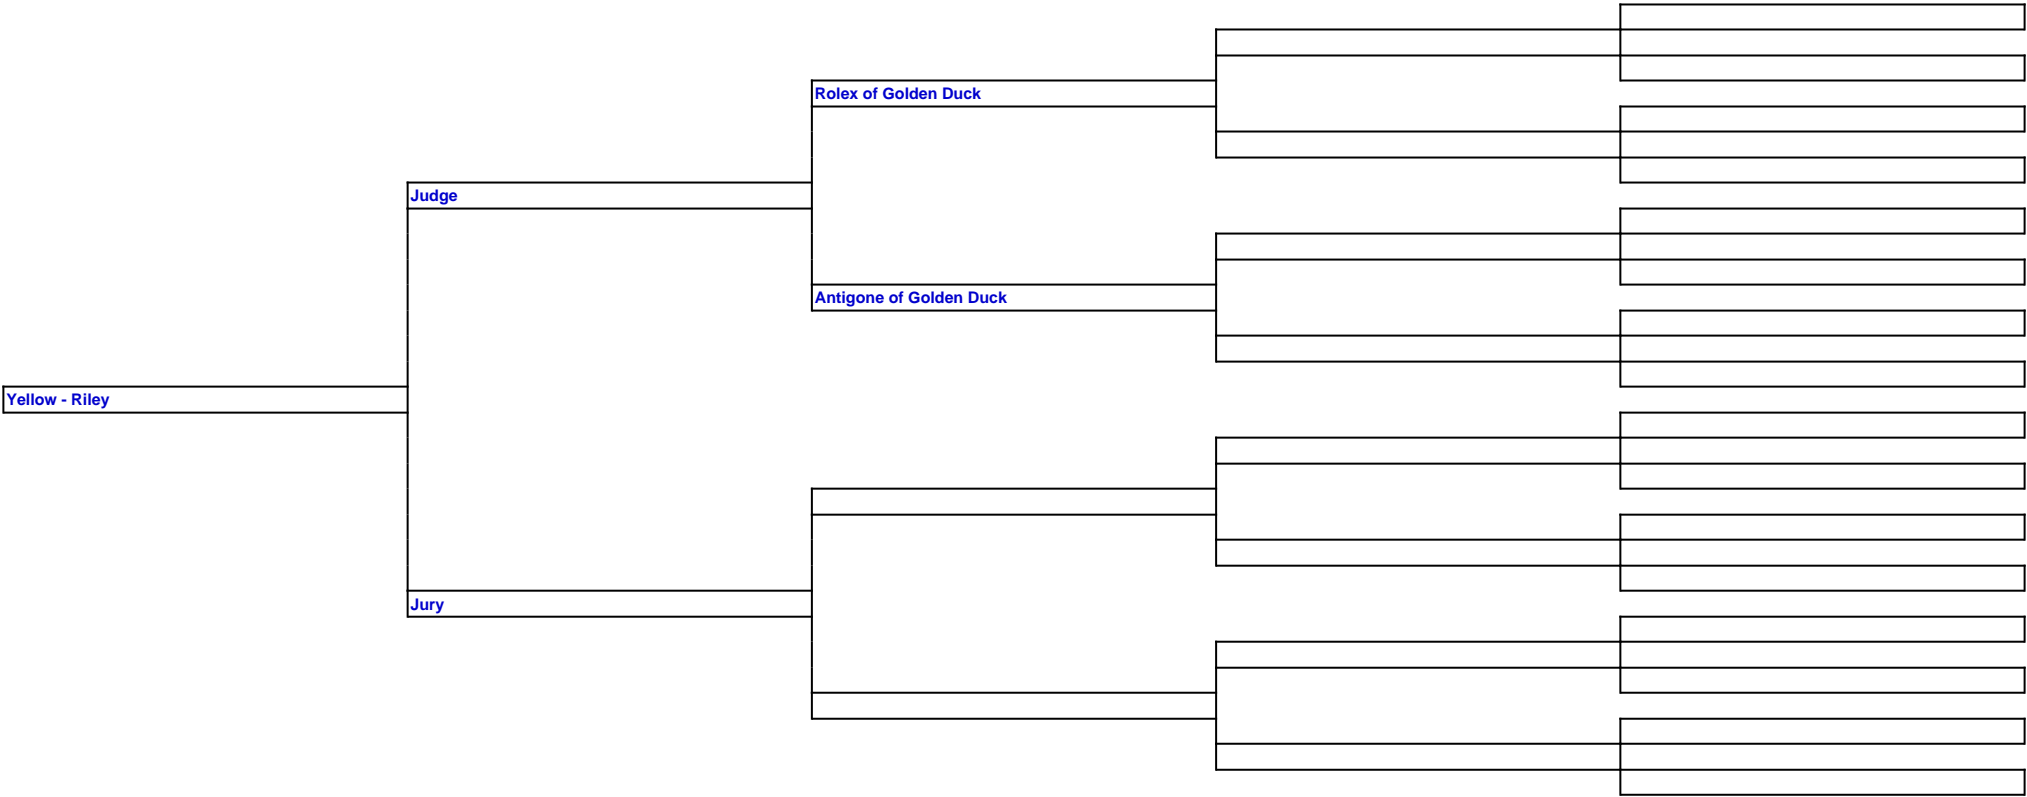 Rolex of Golden Duck
Judge
Antigone of Golden Duck
Yellow - Riley
Jury